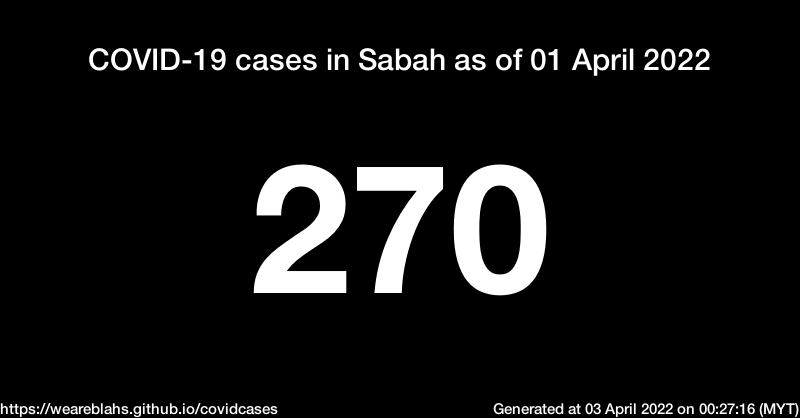 COVID-19 cases in Sabah as of 01 April 2022
270
https://weareblahs.github.io/covidcases
Generated at 03 April 2022 on 00:27:16 (MYT)